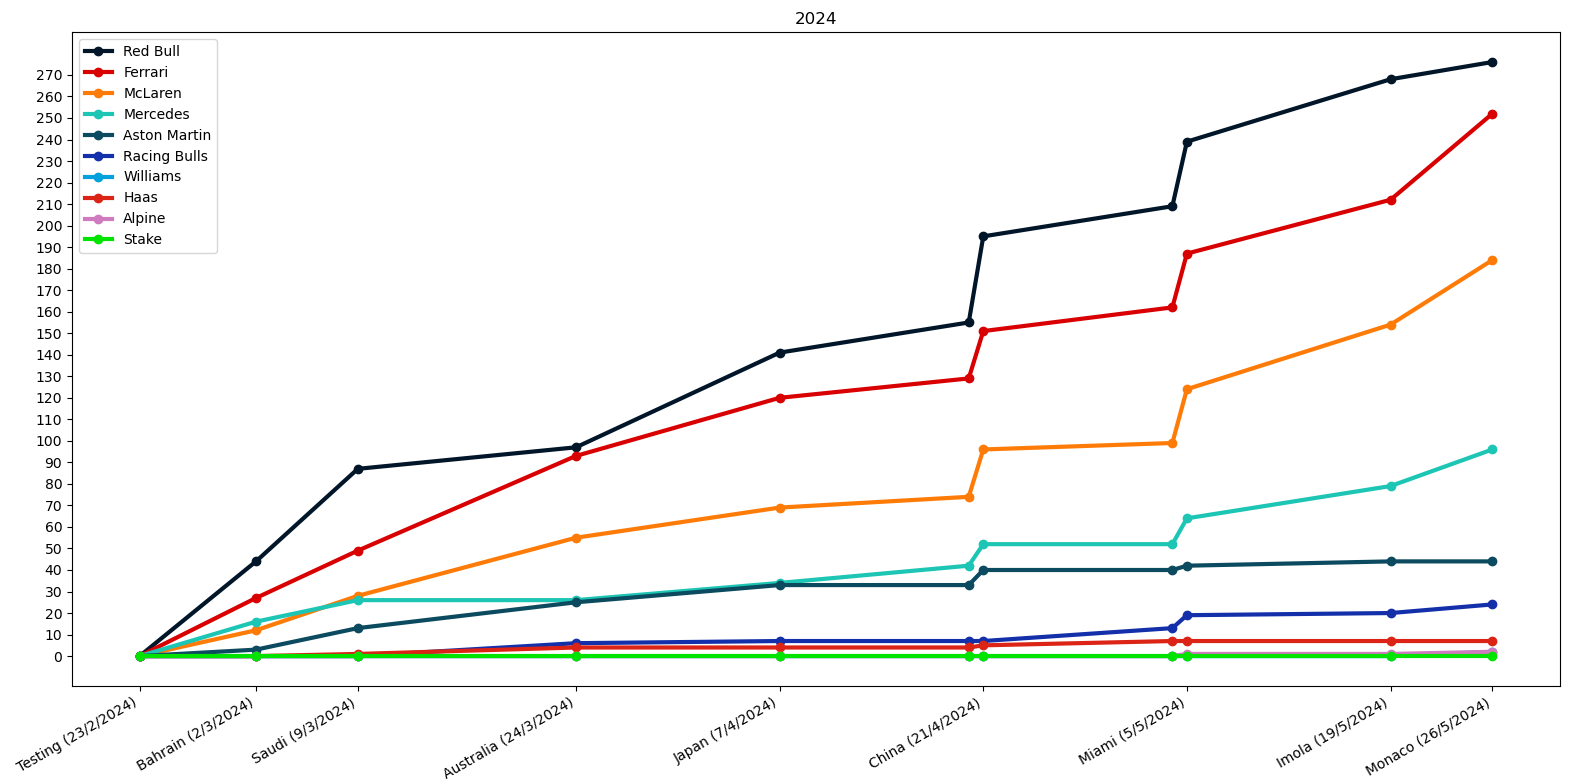 2024
Red Bull
Ferrari
McLaren
Mercedes
Aston Martin
Racing Bulls
Williams
Haas
Alpine
Stake
270
260
250
240
230
220
210
200
190
180
170
160
150
140
130
120
110
100
90
80
70
60
50
40
30
20
10
0
Testing (23/2/2024)
Bahrain (2/3/2024)
Saudi (9/3/2024)
Australia (24/3/2024)
Japan (7/4/2024)
China (21/4/2024)
Miami (5/5/2024)
Imola (19/5/2024)
Monaco (26/5/2024)